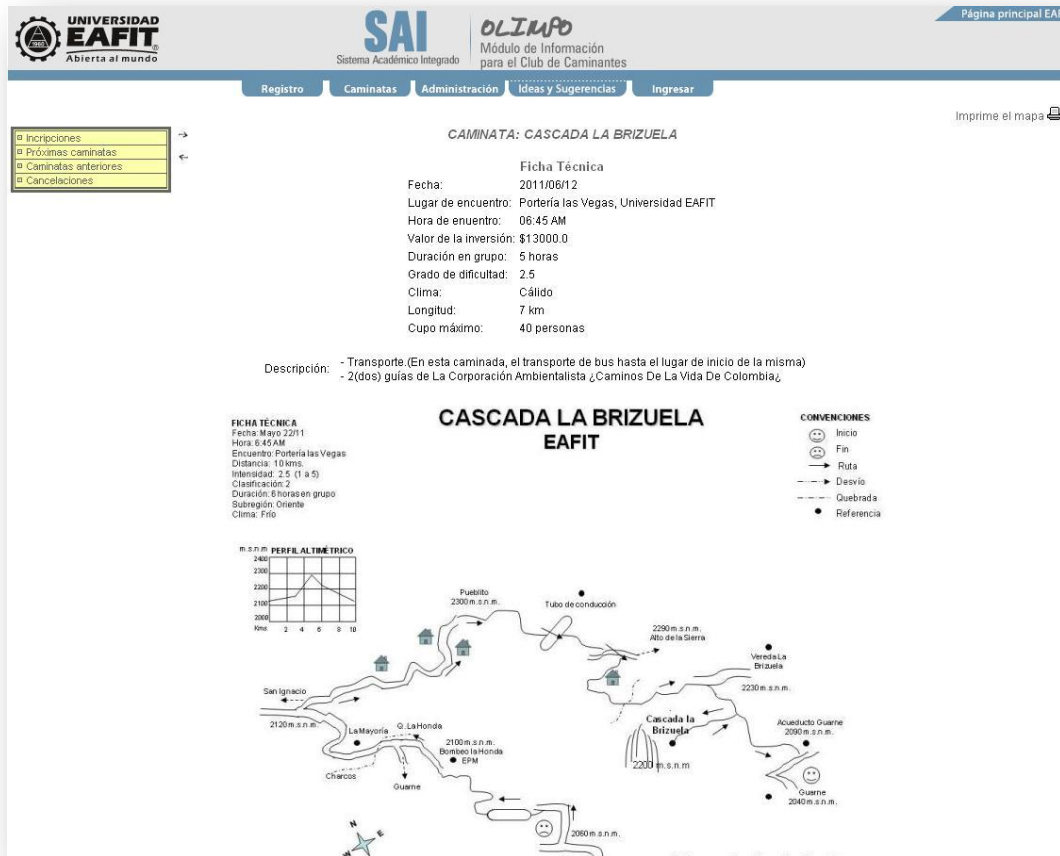 UNIVERSIDAD
EAFIT
Abierta al mundo
1960
SAI
Sistema Académico Integrado
OLIMPO
Módulo de Información
para el Club de Caminantes
Página principal EAF
Registro
Caminatas
Administración
Ideas y Sugerencias
Ingresar
Imprime el mapa
Incripciones
Próximas caminatas
Caminatas anteriores
Cancelaciones
CAMINATA: CASCADA LA BRIZUELA
Ficha Técnica
Fecha: 2011/06/12
Lugar de encuentro: Portería las Vegas, Universidad EAFIT
Hora de enuentro: 06:45 AM
Valor de la inversión: $13000.0
Duración en grupo: 5 horas
Grado de dificultad: 2.5
Clima: Cálido
Longitud: 7 km
Cupo máximo: 40 personas
Descripción:
- Transporte.(En esta caminada, el transporte de bus hasta el lugar de inicio de la misma)
- 2(dos) guías de La Corporación Ambientalista ¿Caminos De La Vida De Colombia¿
CASCADA LA BRIZUELA
EAFIT
FICHA TÉCNICA
Fecha: Mayo 22/11
Hora: 6:45 AM
Encuentro: Portería las Vegas
Distancia: 10 kms.
Intensidad: 2.5 (1 a 5)
Clasificación: 2
Duración: 6 horas en grupo
Subregión: Oriente
Clima: Frío
CONVENCIONES
Inicio
Fin
Ruta
Desvío
Quebrada
Referencia
m.s.n.m PERFIL ALTIMÉTRICO
2400
2300
2200
2100
2000
Kms 2 4 6 8 10
Pueblito
2300 m.s.n.m.
Tubo de conducción
2290 m.s.n.m.
Alto de la Sierra
Vereda La
Brizuela
2230 m.s.n.m.
San Ignacio
2120 m.s.n.m.
La Mayoría
Q. La Honda
Charcos
Guarne
2100 m.s.n.m.
Bombeo la Honda
EPM
Cascada la
Brizuela
2200 m.s.n.m
Acueducto Guarne
2090 m.s.n.m.
Guarne
2040 m.s.n.m.
2060 m.s.n.m.
N
E
W